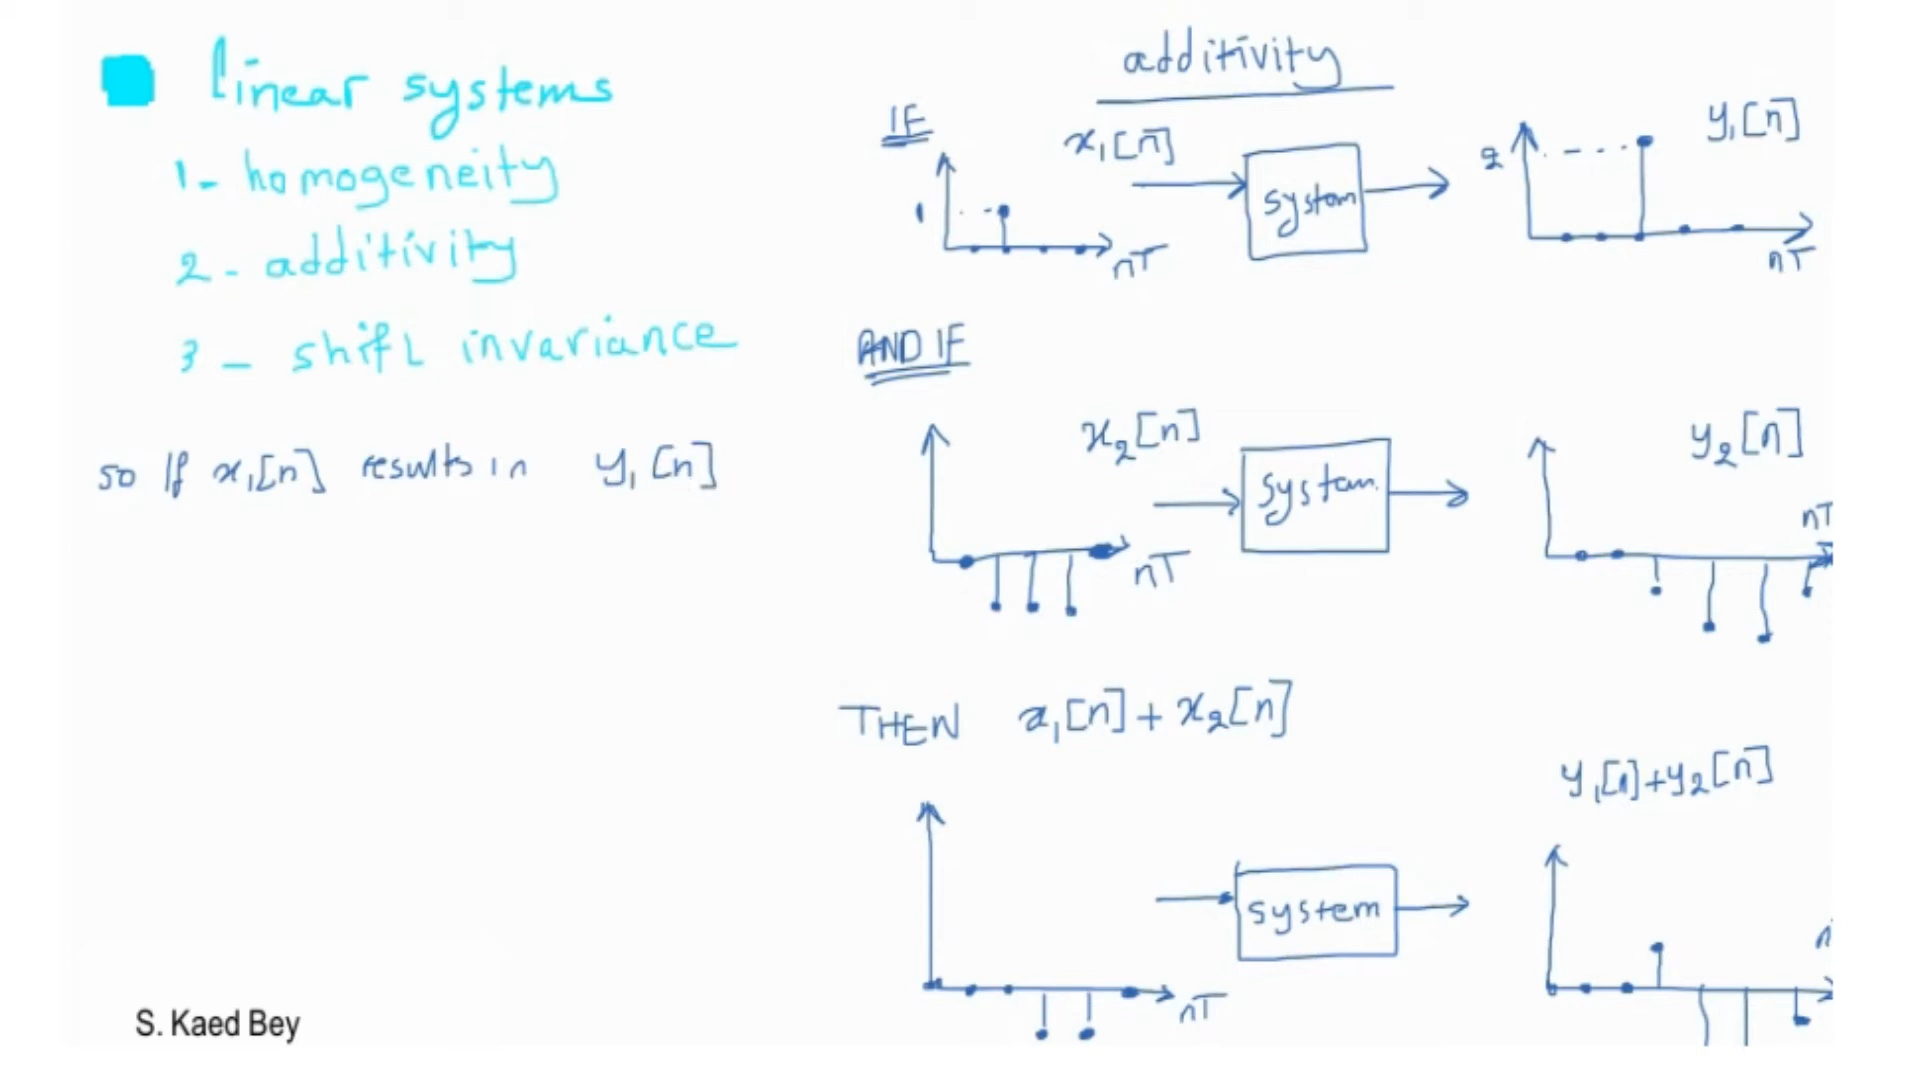 linear systems
1- homogeneity
2- additivity
3- shift invariance
so If x₁[n] results in y₁[n]
S. Kaed Bey
additivity
IF
x₁[n]
system
y₁[n]
1
nT
2
nT
AND IF
x₂[n]
system
y₂[n]
nT
nT
THEN x₁[n]+x₂[n]
y₁[n]+y₂[n]
system
nT
n